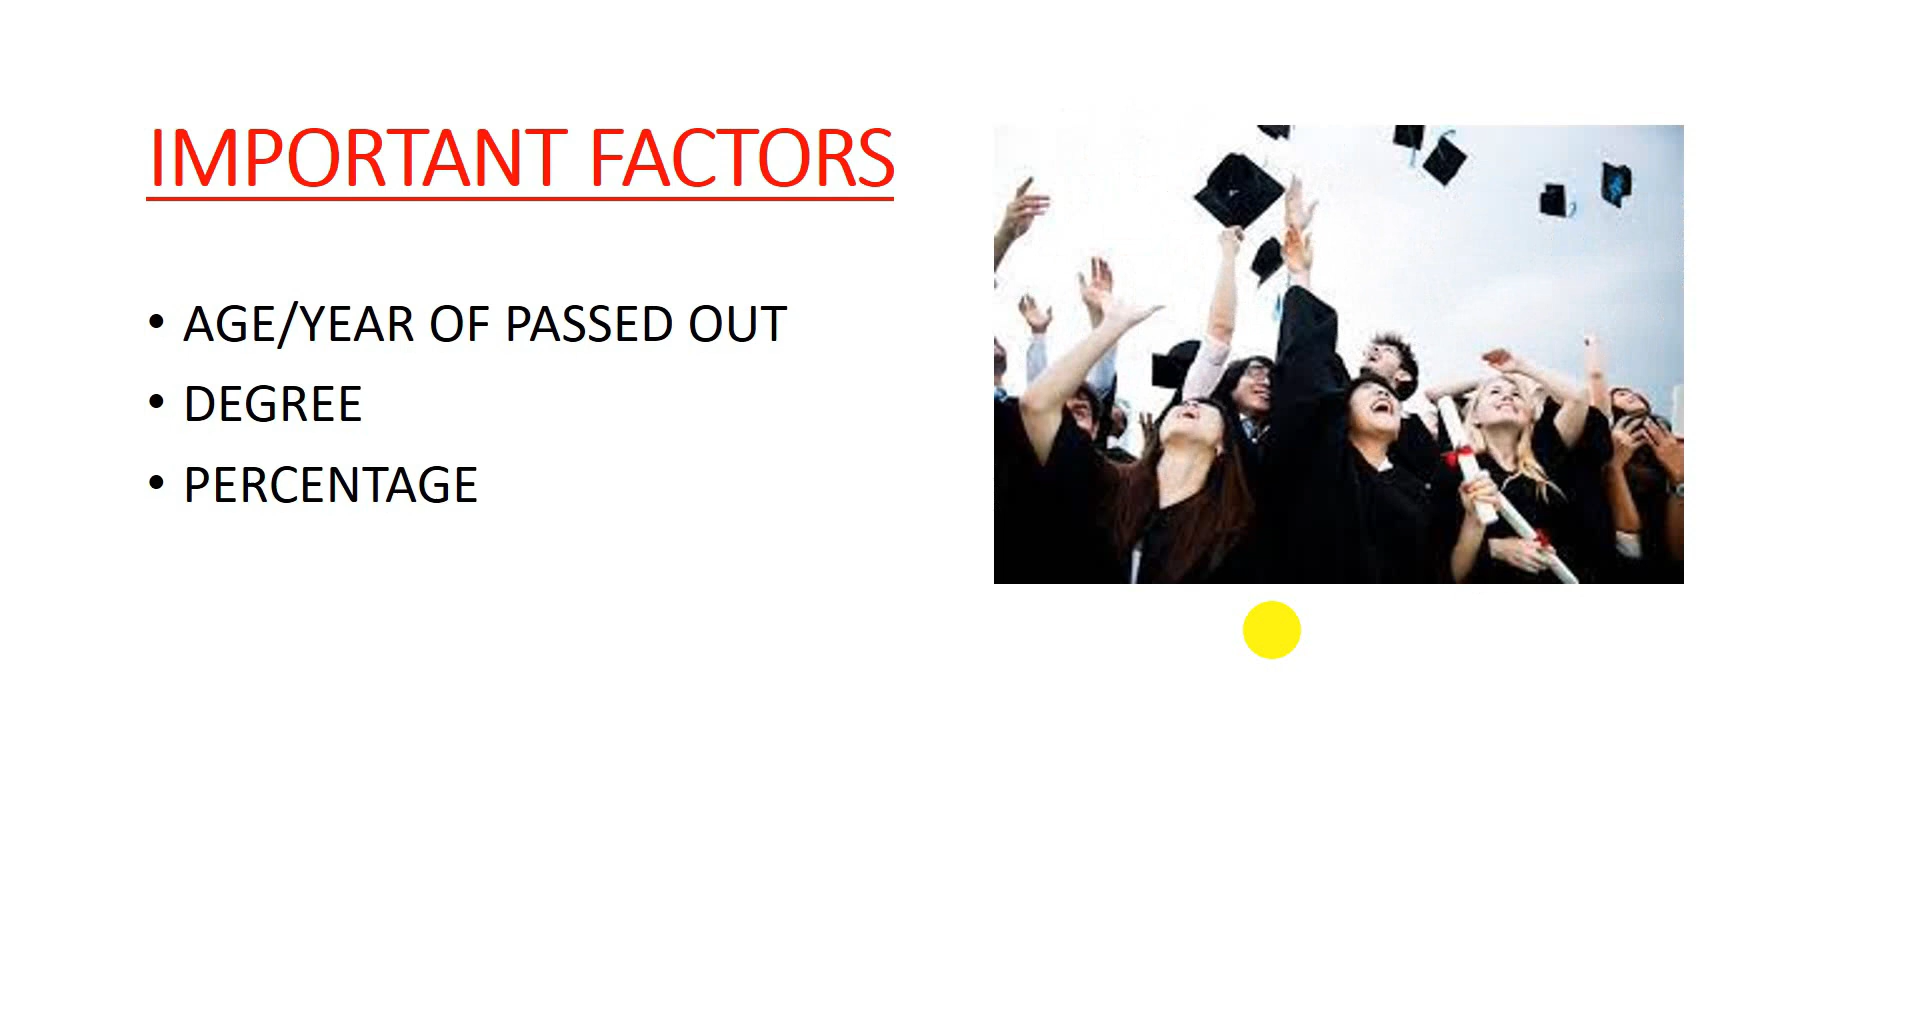 IMPORTANT FACTORS
• AGE/YEAR OF PASSED OUT
• DEGREE
• PERCENTAGE